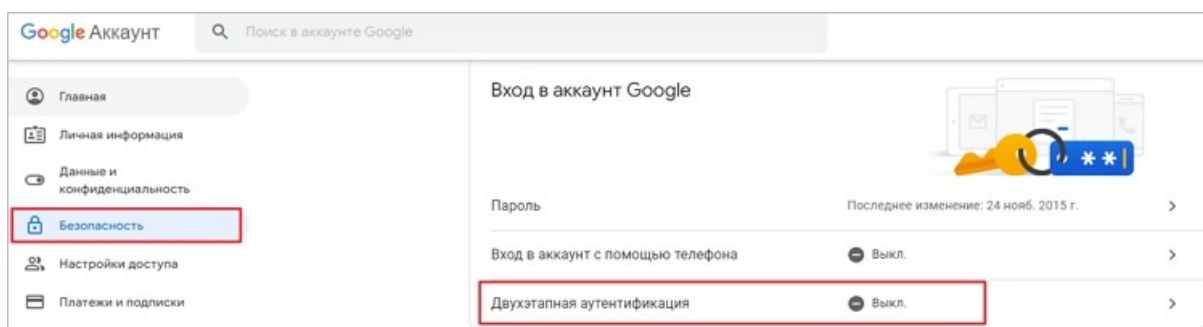 Google Аккаунт
Поиск в аккаунте Google
Главная
Личная информация
Данные и
конфиденциальность
Безопасность
Настройки доступа
Платежи и подписки
Вход в аккаунт Google
**
Пароль
Последнее изменение: 24 нояб. 2015 г.
Вход в аккаунт с помощью телефона
Выкл.
Двухэтапная аутентификация
Выкл.